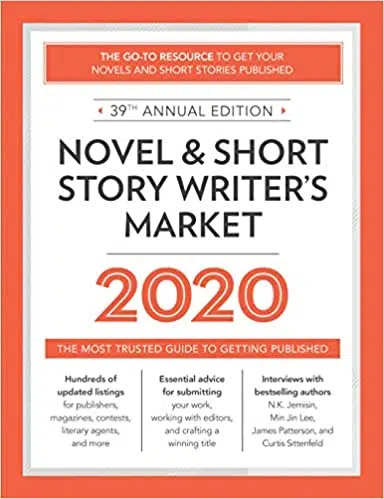 THE GO-TO RESOURCE TO GET YOUR
NOVELS AND SHORT STORIES PUBLISHED
39TH ANNUAL EDITION
NOVEL & SHORT
STORY WRITER'S
MARKET
2020
THE MOST TRUSTED GUIDE TO GETTING PUBLISHED
Hundreds of
updated listings
for publishers,
magazines, contests,
literary agents,
and more
Essential advice
for submitting
your work,
working with editors,
and crafting a
winning title
Interviews with
bestselling authors
N.K. Jemisin,
Min Jin Lee,
James Patterson, and
Curtis Sittenfeld